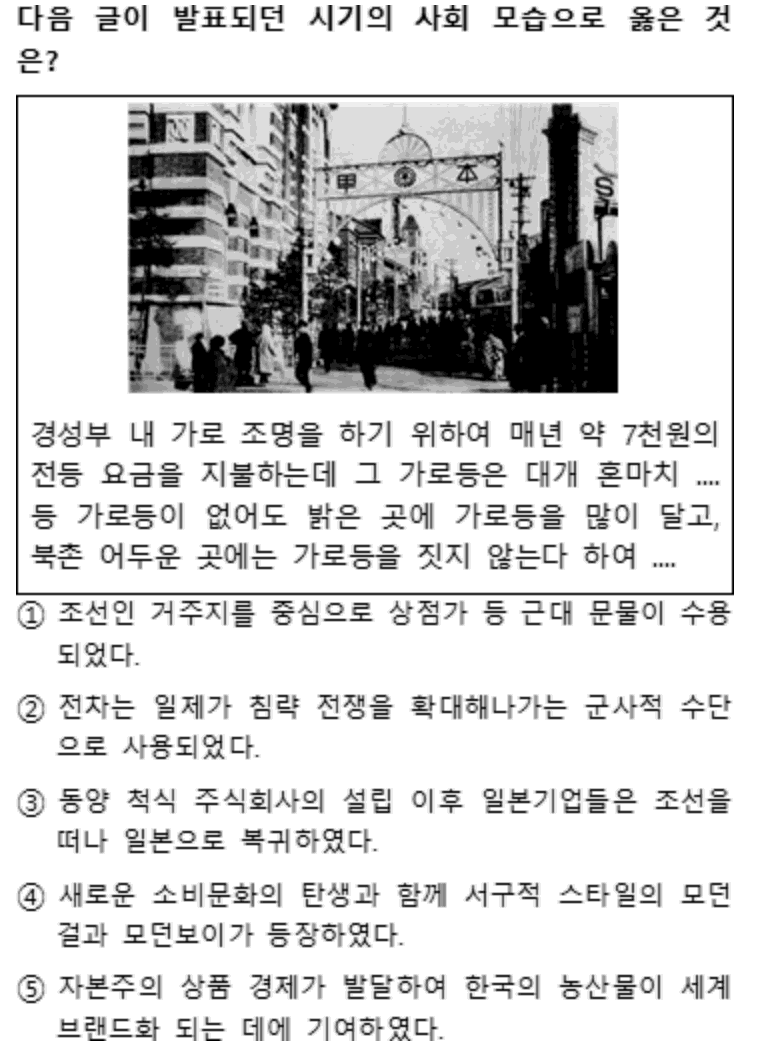 다음 글이 발표되던 시기의 사회 모습으로 옳은 것
은?
甲 本
S
경성부 내 가로 조명을 하기 위하여 매년 약 7천원의
전등 요금을 지불하는데 그 가로등은 대개 혼마치 ....
등 가로등이 없어도 밝은 곳에 가로등을 많이 달고,
북촌 어두운 곳에는 가로등을 짓지 않는다 하여 ....
① 조선인 거주지를 중심으로 상점가 등 근대 문물이 수용
되었다.
② 전차는 일제가 침략 전쟁을 확대해나가는 군사적 수단
으로 사용되었다.
③ 동양 척식 주식회사의 설립 이후 일본기업들은 조선을
떠나 일본으로 복귀하였다.
④ 새로운 소비문화의 탄생과 함께 서구적 스타일의 모던
걸과 모던보이가 등장하였다.
⑤ 자본주의 상품 경제가 발달하여 한국의 농산물이 세계
브랜드화 되는 데에 기여하였다.